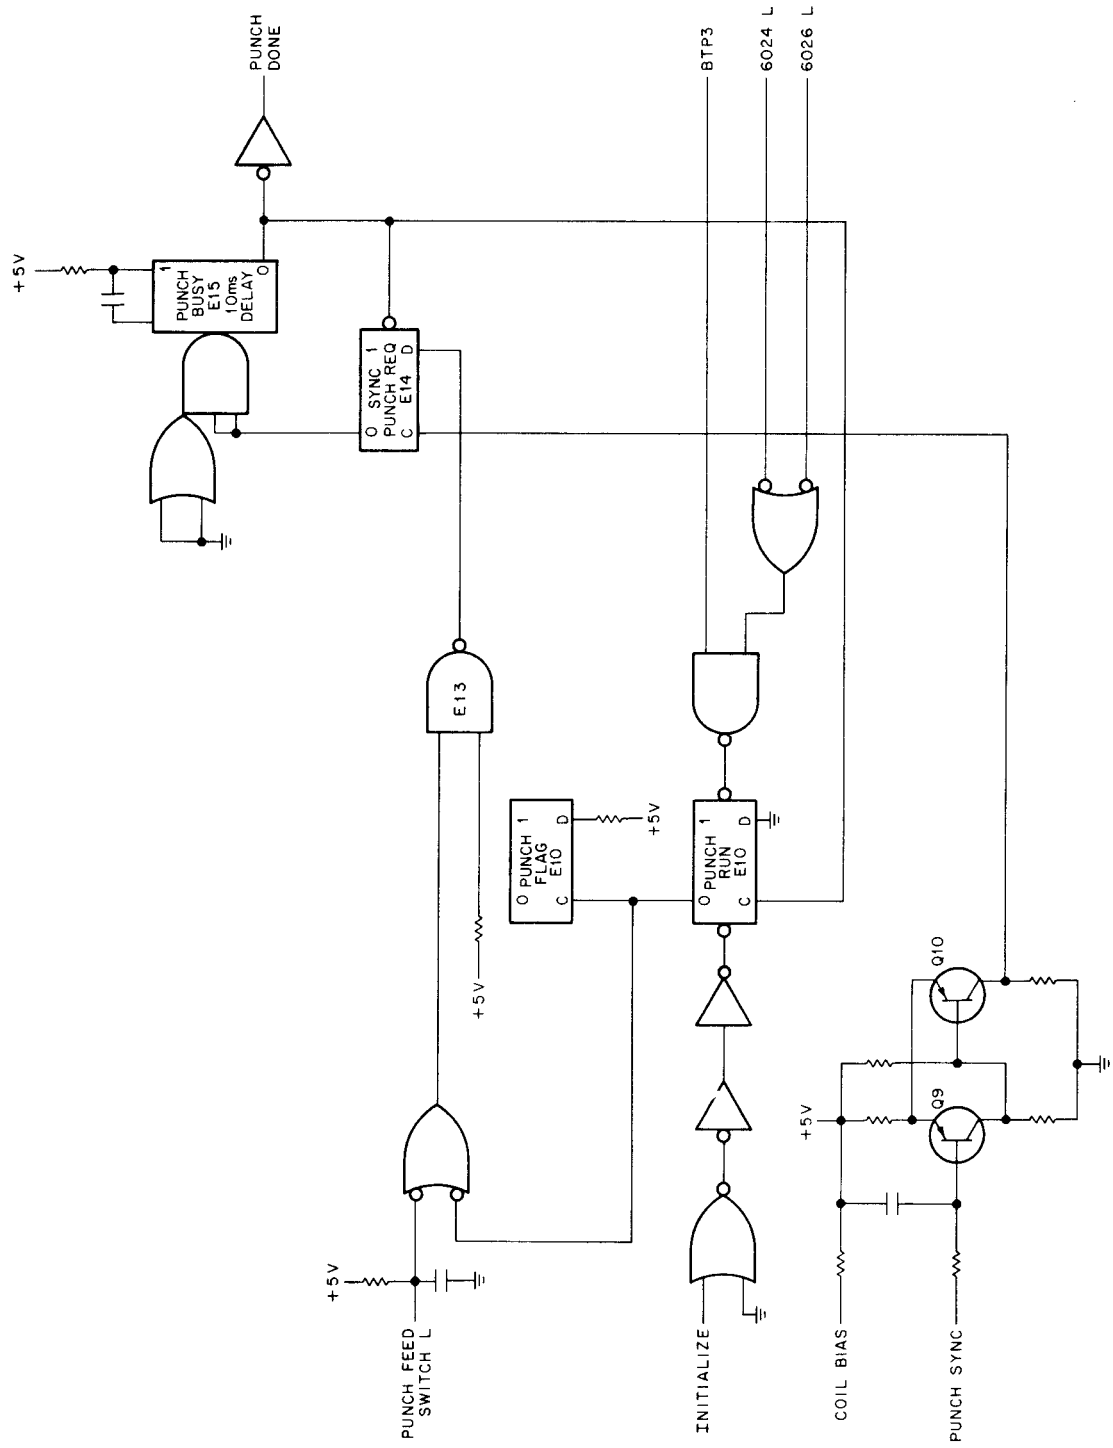 PUNCH
DONE
+5V
1
PUNCH
BUSY
E15
10ms
DELAY
0
0 SYNC 1
PUNCH REQ
E14
C D
BTP3
6024 L
6026 L
E13
+5V
0 PUNCH 1
FLAG
E10
C D
+5V
0 PUNCH 1
RUN
E10
C D
Q10
Q9
+5V
+5V
PUNCH FEED
SWITCH L
INITIALIZE
COIL BIAS
PUNCH SYNC